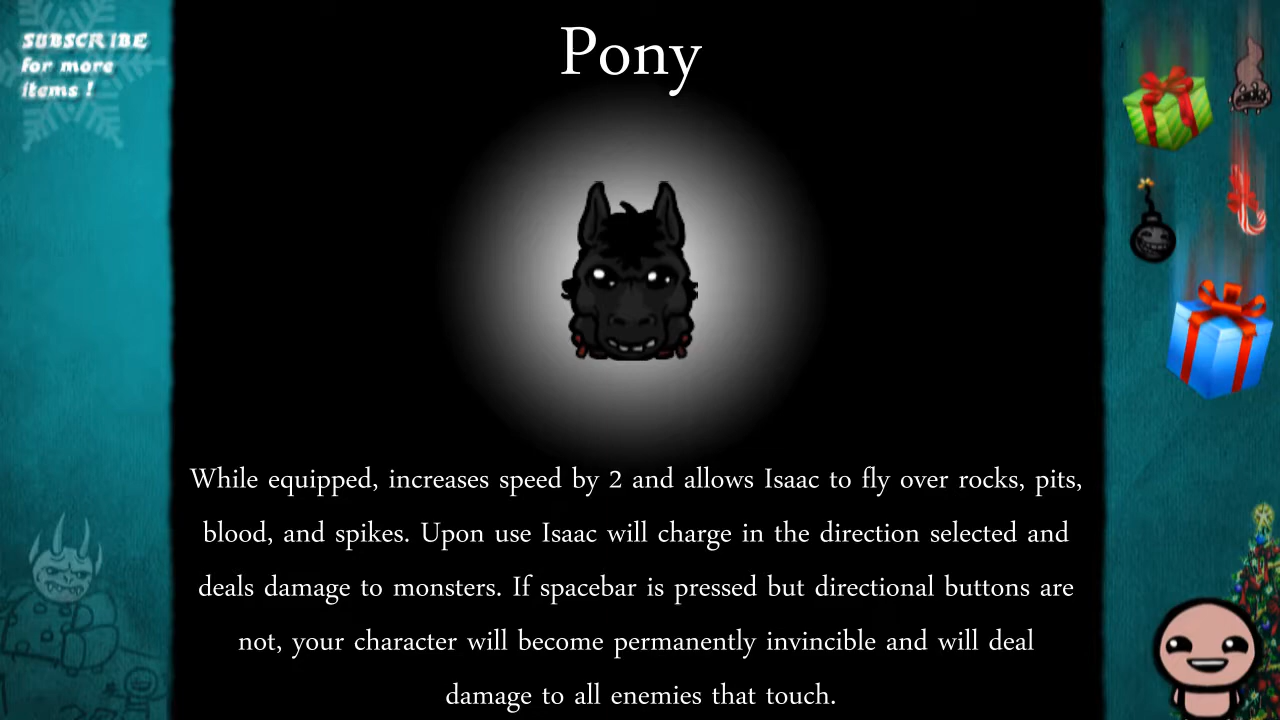 SUBSCRIBE
for more
items !
Pony
While equipped, increases speed by 2 and allows Isaac to fly over rocks, pits,
blood, and spikes. Upon use Isaac will charge in the direction selected and
deals damage to monsters. If spacebar is pressed but directional buttons are
not, your character will become permanently invincible and will deal
damage to all enemies that touch.